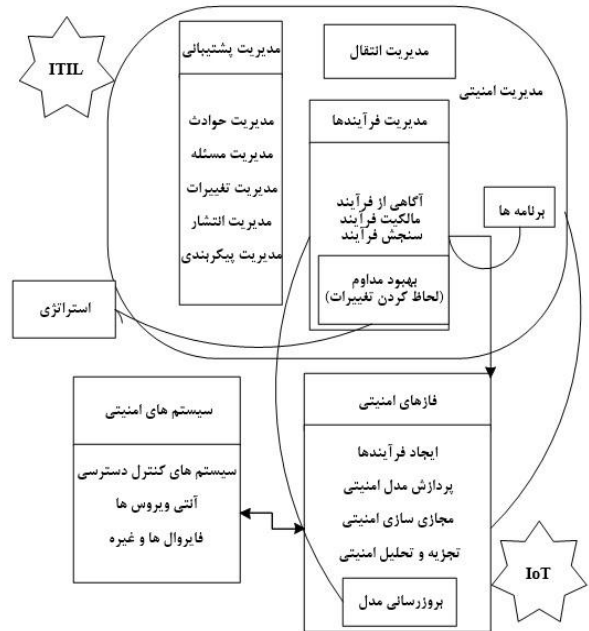 ITIL
مدیریت پشتیبانی
مدیریت حوادث
مدیریت مسئله
مدیریت تغییرات
مدیریت انتشار
مدیریت پیکربندی
مدیریت انتقال
مدیریت امنیتی
مدیریت فرآیندها
آگاهی از فرآیند
مالکیت فرآیند
سنجش فرآیند
بهبود مداوم
(لحاظ کردن تغییرات)
برنامه ها
استراتژی
سیستم های امنیتی
سیستم های کنترل دسترسی
آنتی ویروس ها
فایروال ها و غیره
فازهای امنیتی
ایجاد فرآیندها
پردازش مدل امنیتی
مجازی سازی امنیتی
تجزیه و تحلیل امنیتی
بروزرسانی مدل
IoT